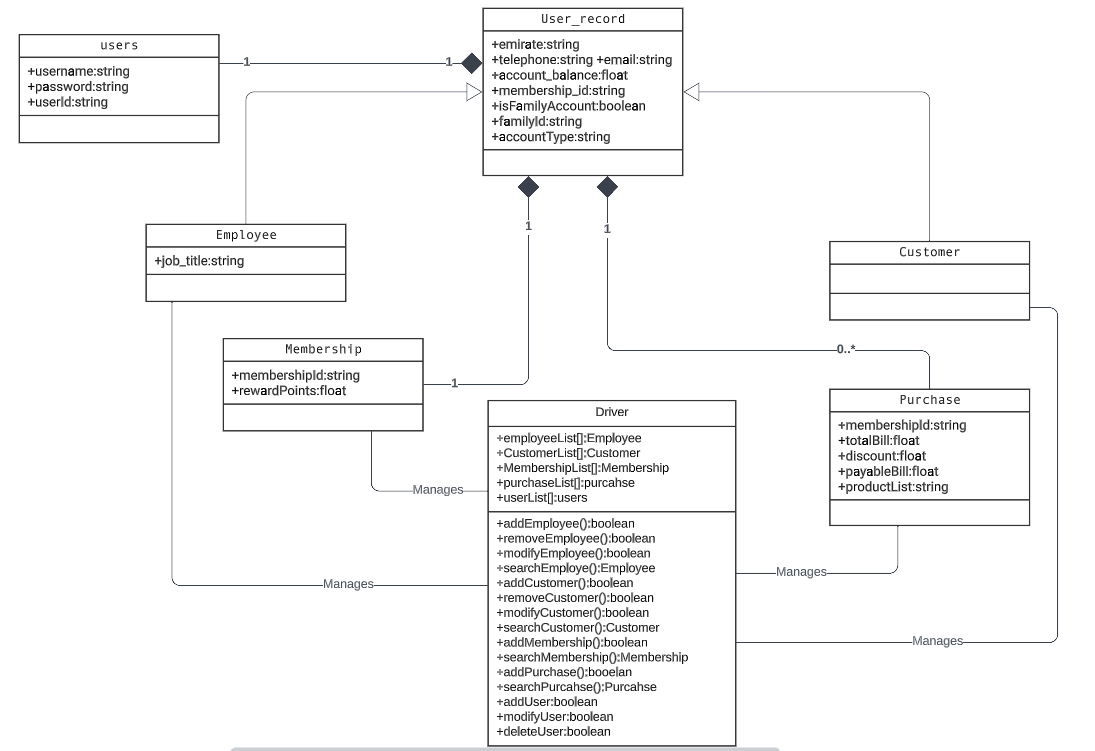 User_record
+emirate:string
+telephone:string +email:string
+account_balance:float
+membership_id:string
+isFamilyAccount:boolean
+familyId:string
+accountType:string
users
+username:string
+password:string
+userId:string
1
1
Employee
+job_title:string
1
1
Customer
Membership
+membershipId:string
+rewardPoints:float
1
0..*
Purchase
+membershipId:string
+totalBill:float
+discount:float
+payableBill:float
+productList:string
Driver
+employeeList[]:Employee
+CustomerList[]:Customer
+MembershipList[]:Membership
+purchaseList[]:purcahse
+userList[]:users
+addEmployee():boolean
+removeEmployee():boolean
+modifyEmployee():boolean
+searchEmploye():Employee
+addCustomer():boolean
+removeCustomer():boolean
+modifyCustomer():boolean
+searchCustomer():Customer
+addMembership():boolean
+searchMembership():Membership
+addPurchase():booelan
+searchPurcahse():Purcahse
+addUser:boolean
+modifyUser:boolean
+deleteUser:boolean
Manages
Manages
Manages
Manages